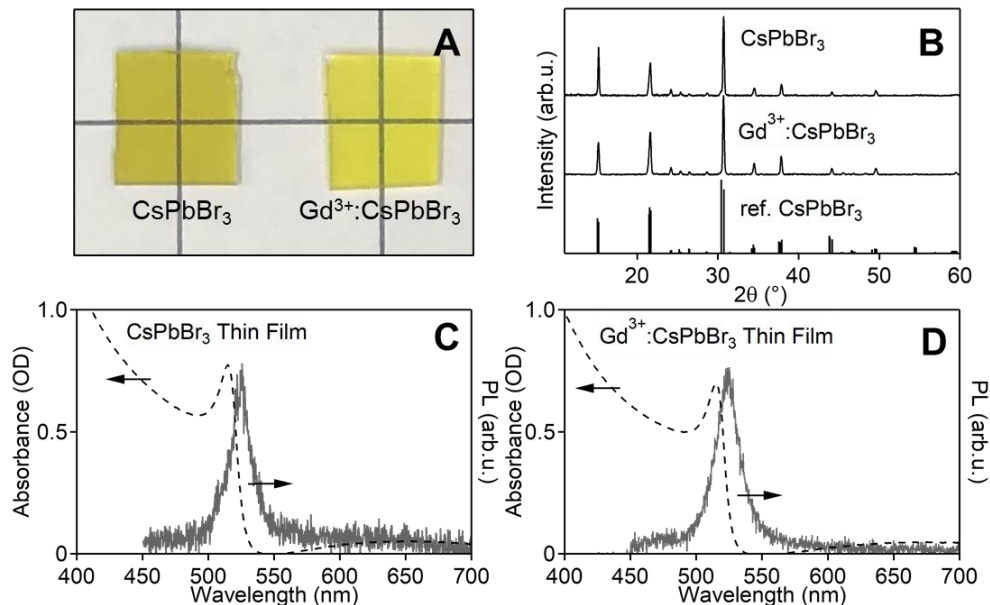 A
CsPbBr₃
Gd³⁺:CsPbBr₃
B
Intensity (arb.u.)
CsPbBr₃
Gd³⁺:CsPbBr₃
ref. CsPbBr₃
20 30 40 50 60
2θ (°)
C
CsPbBr₃ Thin Film
Absorbance (OD)
1.0
0.5
0
PL (arb.u.)
400 450 500 550 600 650 700
Wavelength (nm)
D
Gd³⁺:CsPbBr₃ Thin Film
Absorbance (OD)
1.0
0.5
0
PL (arb.u.)
400 450 500 550 600 650 700
Wavelength (nm)